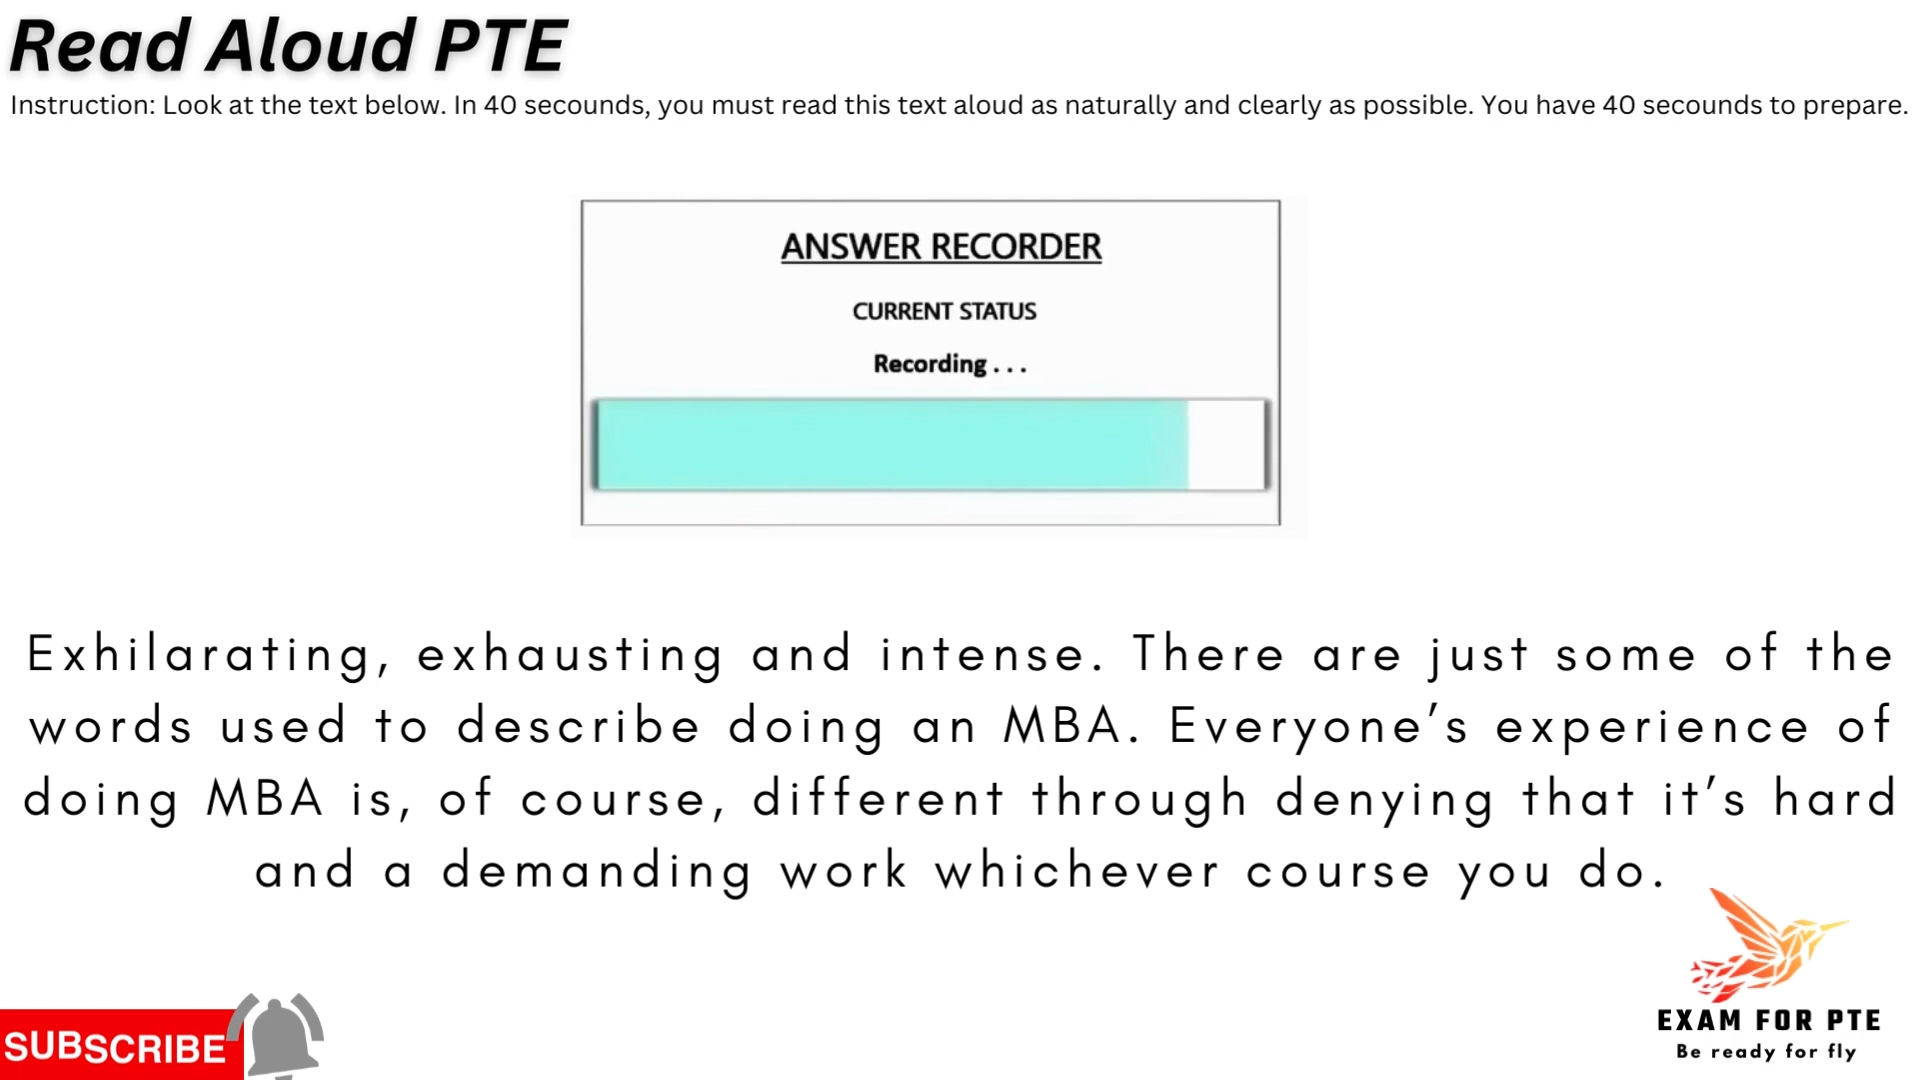 Read Aloud PTE
Instruction: Look at the text below. In 40 secounds, you must read this text aloud as naturally and clearly as possible. You have 40 secounds to prepare.
ANSWER RECORDER
CURRENT STATUS
Recording . . .
Exhilarating, exhausting and intense. There are just some of the
words used to describe doing an MBA. Everyone’s experience of
doing MBA is, of course, different through denying that it’s hard
and a demanding work whichever course you do.
EXAM FOR PTE
Be ready for fly
SUBSCRIBE